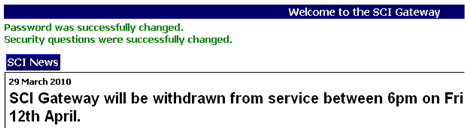 Welcome to the SCI Gateway
Password was successfully changed.
Security questions were successfully changed.
SCI News
29 March 2010
SCI Gateway will be withdrawn from service between 6pm on Fri
12th April.